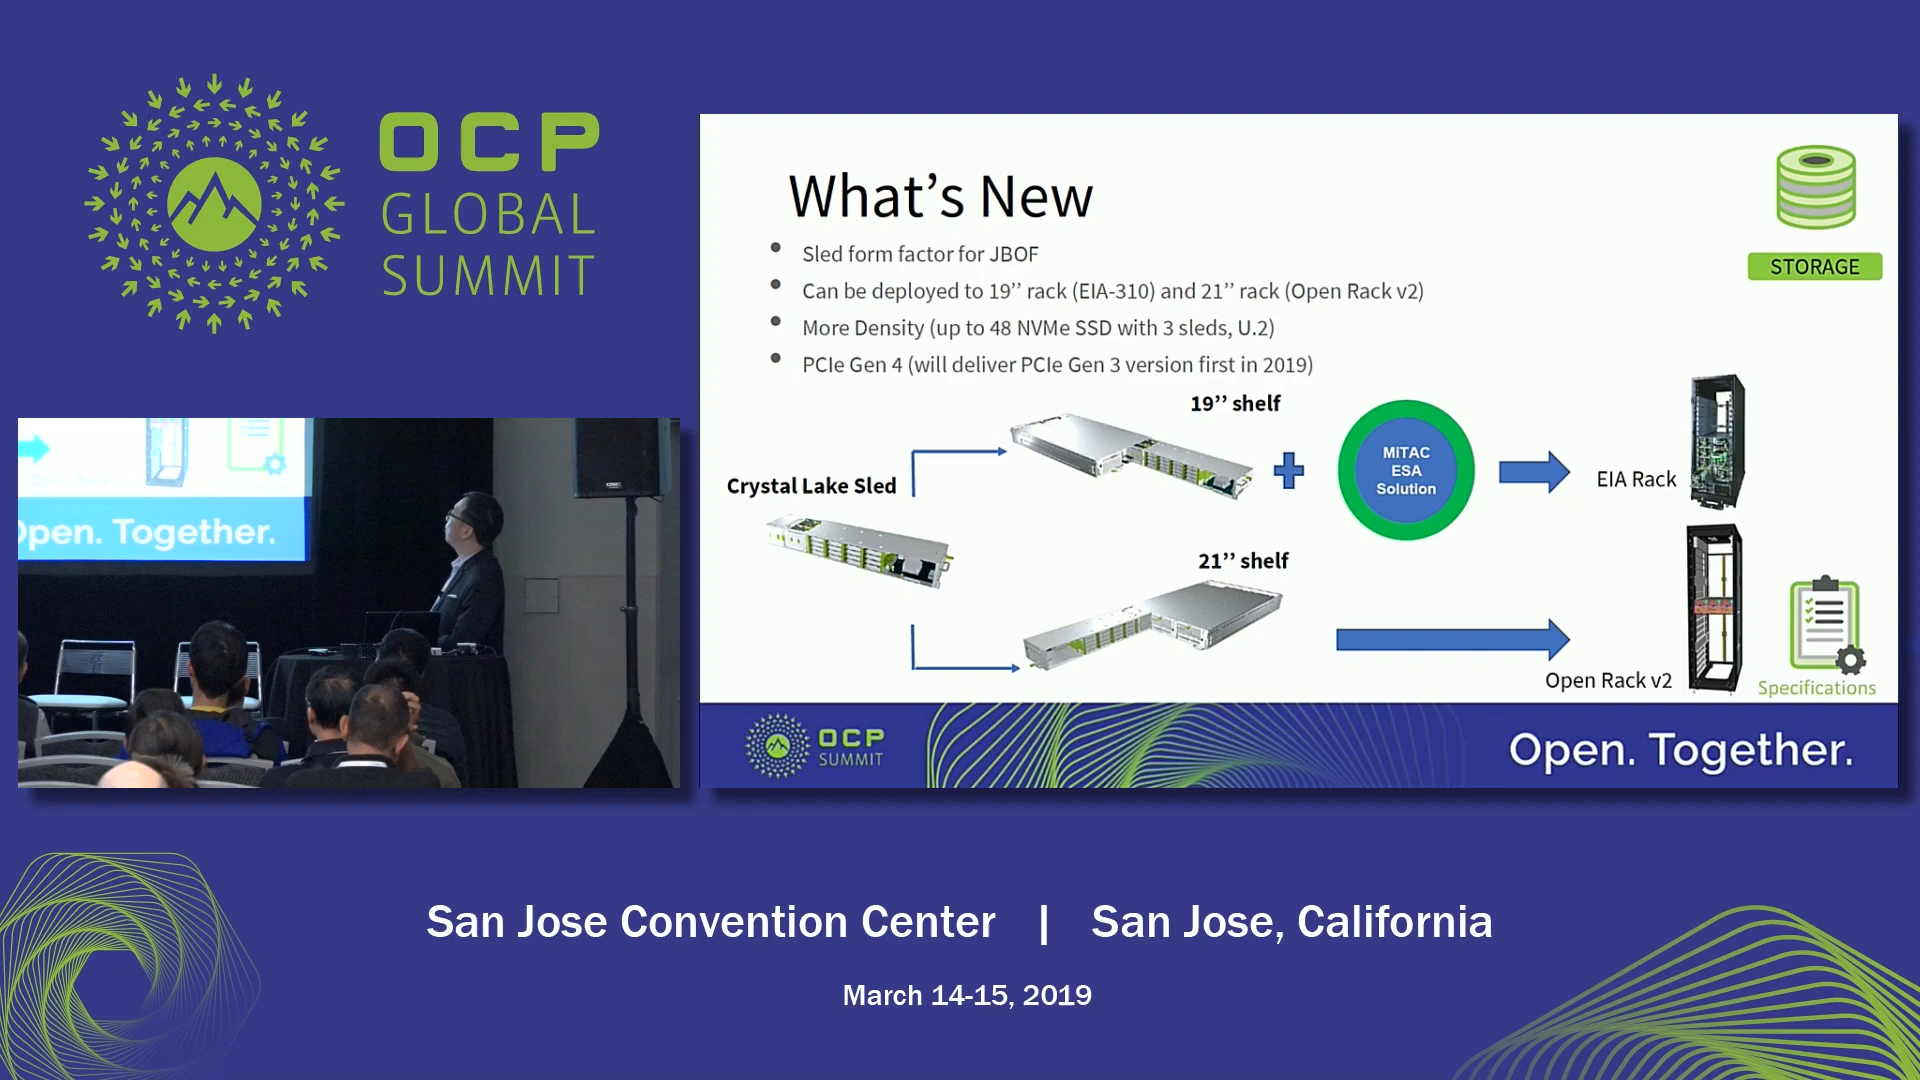 OCP
GLOBAL
SUMMIT
What’s New
Sled form factor for JBOF
Can be deployed to 19’’ rack (EIA-310) and 21’’ rack (Open Rack v2)
More Density (up to 48 NVMe SSD with 3 sleds, U.2)
PCIe Gen 4 (will deliver PCIe Gen 3 version first in 2019)
STORAGE
19’’ shelf
Crystal Lake Sled
MiTAC
ESA
Solution
EIA Rack
21’’ shelf
Open Rack v2
Specifications
OCP
SUMMIT
Open. Together.
Open. Together.
San Jose Convention Center | San Jose, California
March 14-15, 2019